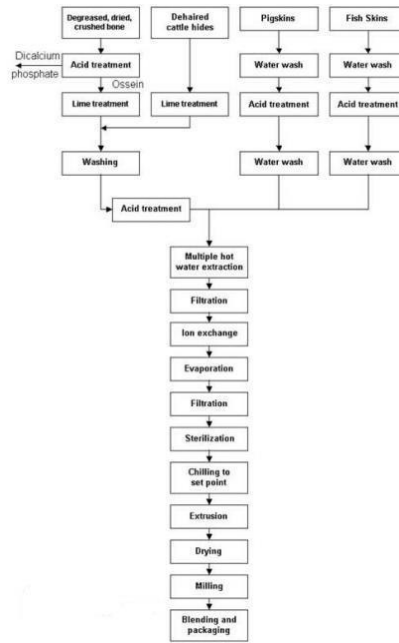 Degreased, dried,
crushed bone
Dehaired
cattle hides
Pigskins
Fish Skins
Dicalcium
phosphate
Acid treatment
Water wash
Water wash
Ossein
Lime treatment
Lime treatment
Acid treatment
Acid treatment
Washing
Water wash
Water wash
Acid treatment
Multiple hot
water extraction
Filtration
Ion exchange
Evaporation
Filtration
Sterilization
Chilling to
set point
Extrusion
Drying
Milling
Blending and
packaging